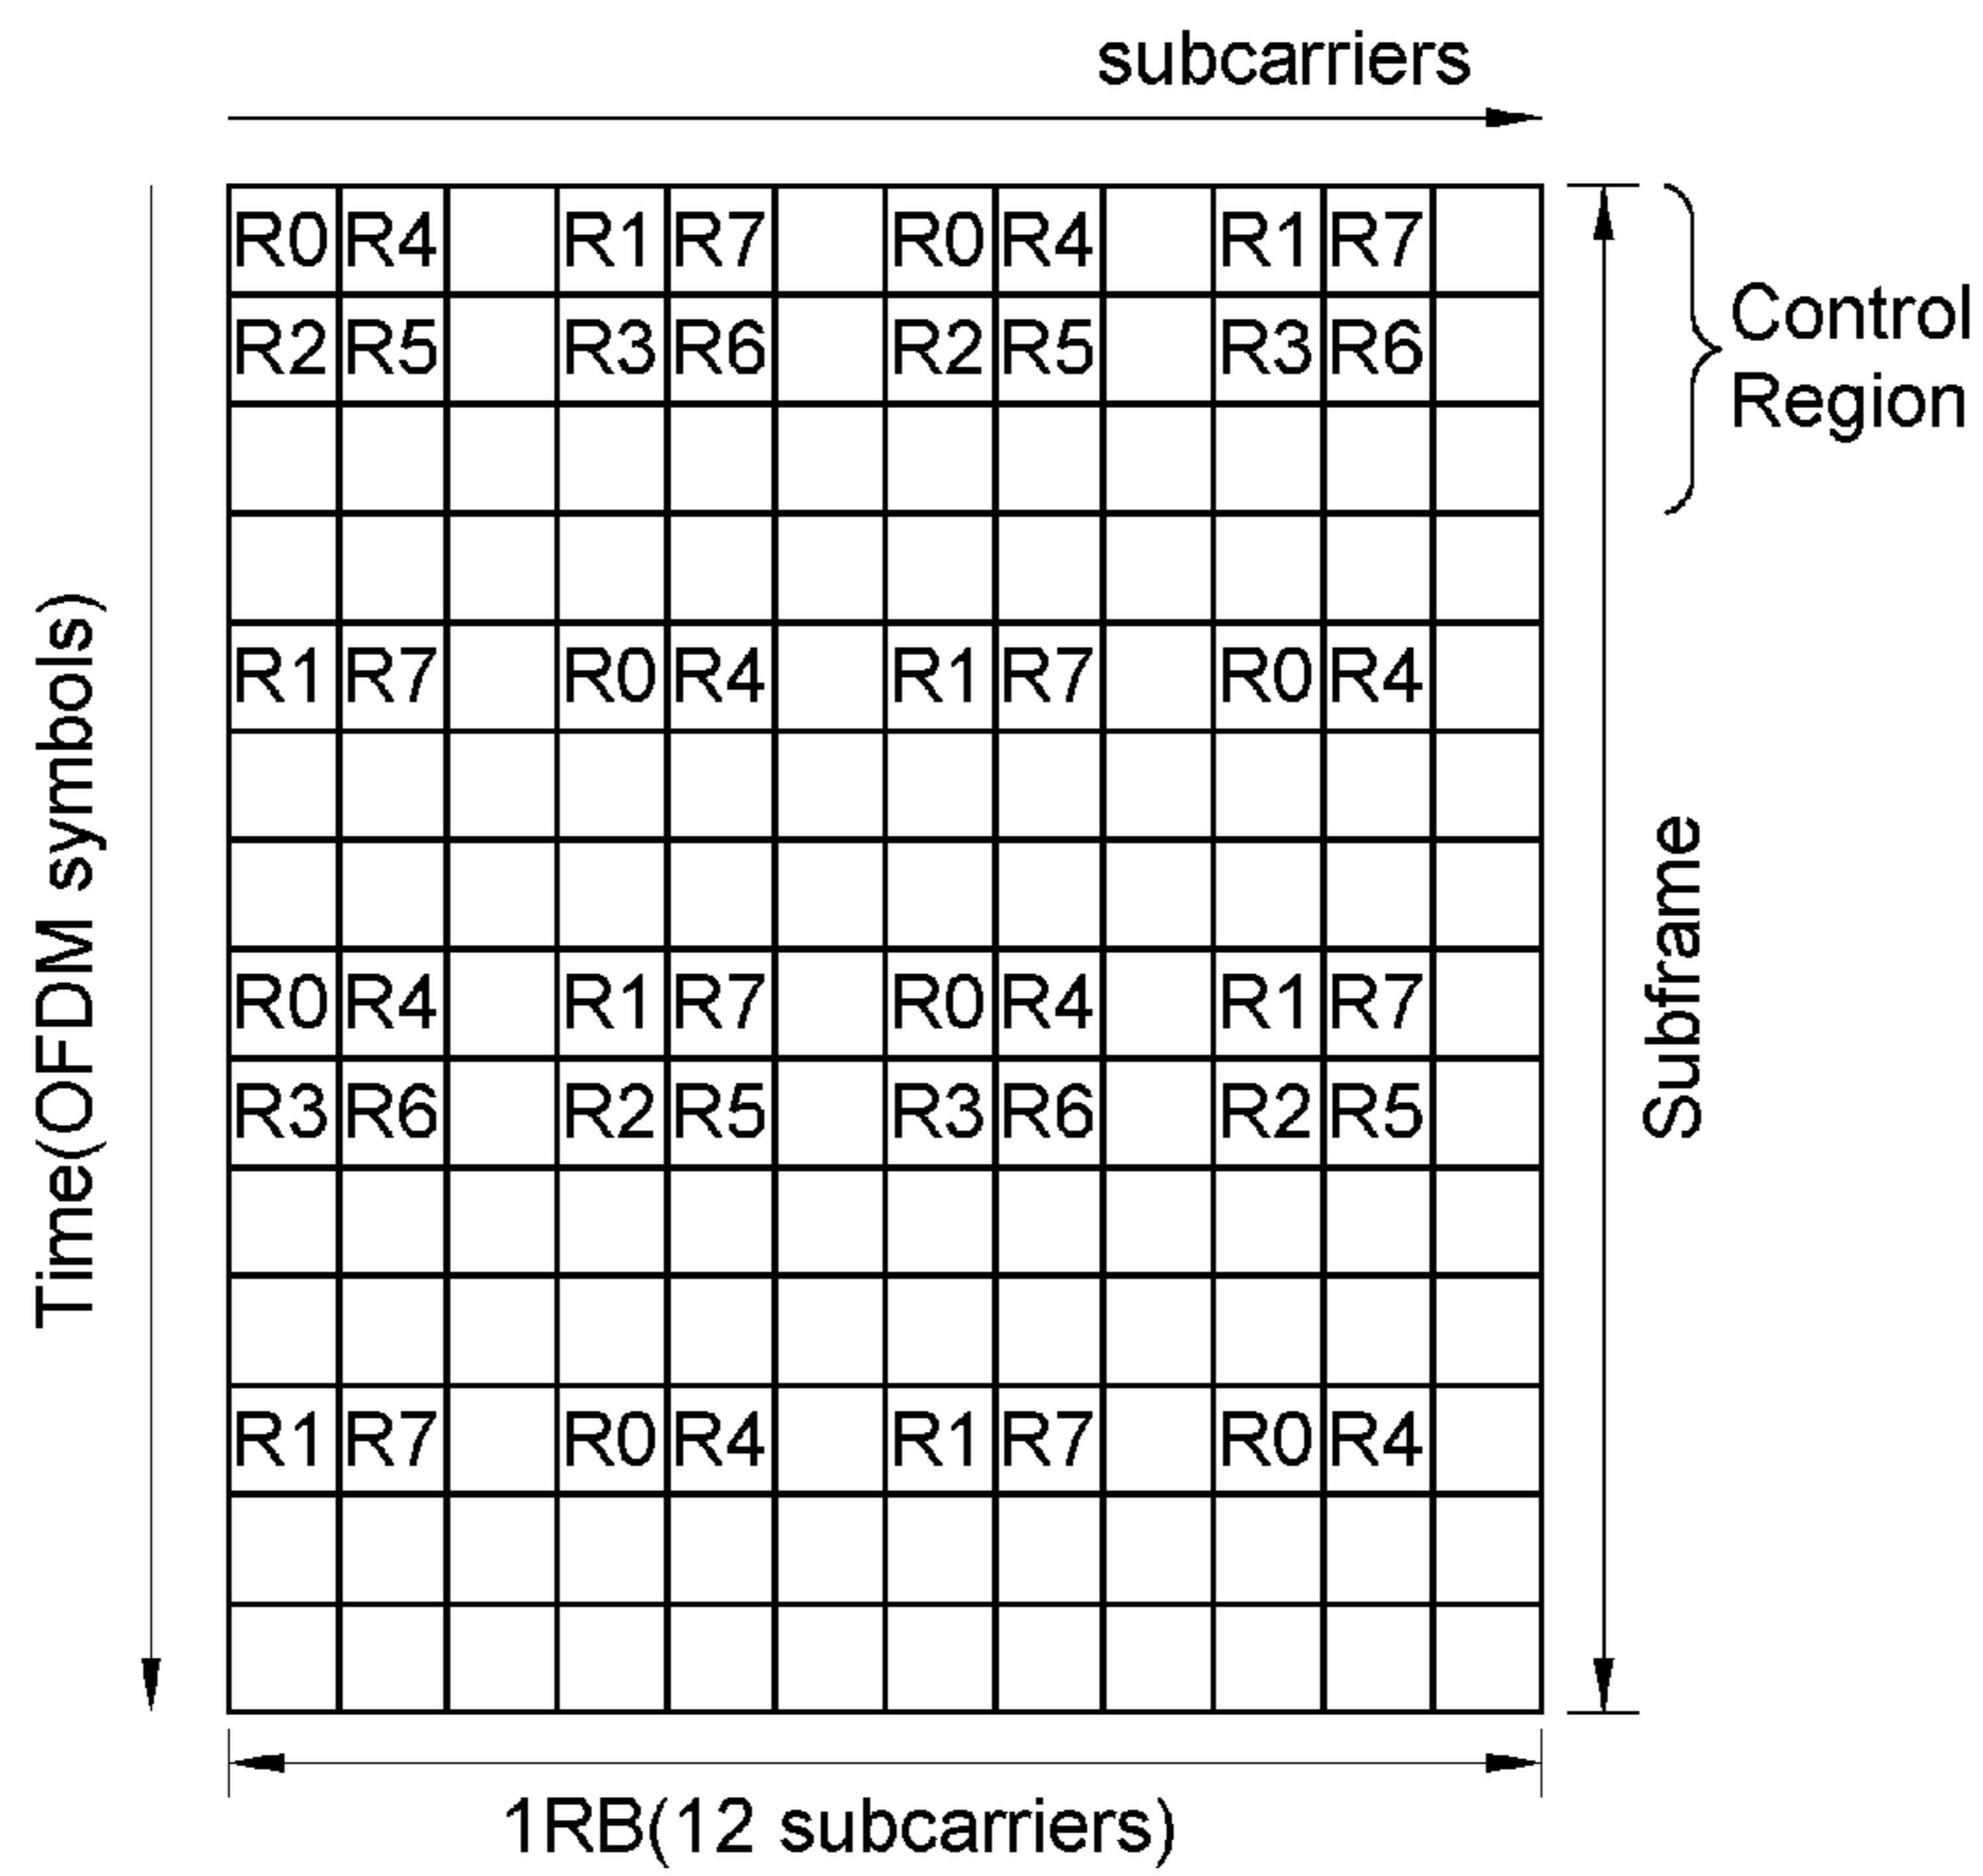 subcarriers
R0 R4 R1 R7 R0 R4 R1 R7
R2 R5 R3 R6 R2 R5 R3 R6
Control
Region
R1 R7 R0 R4 R1 R7 R0 R4
R0 R4 R1 R7 R0 R4 R1 R7
R3 R6 R2 R5 R3 R6 R2 R5
R1 R7 R0 R4 R1 R7 R0 R4
Time(OFDM symbols)
Subframe
1RB(12 subcarriers)